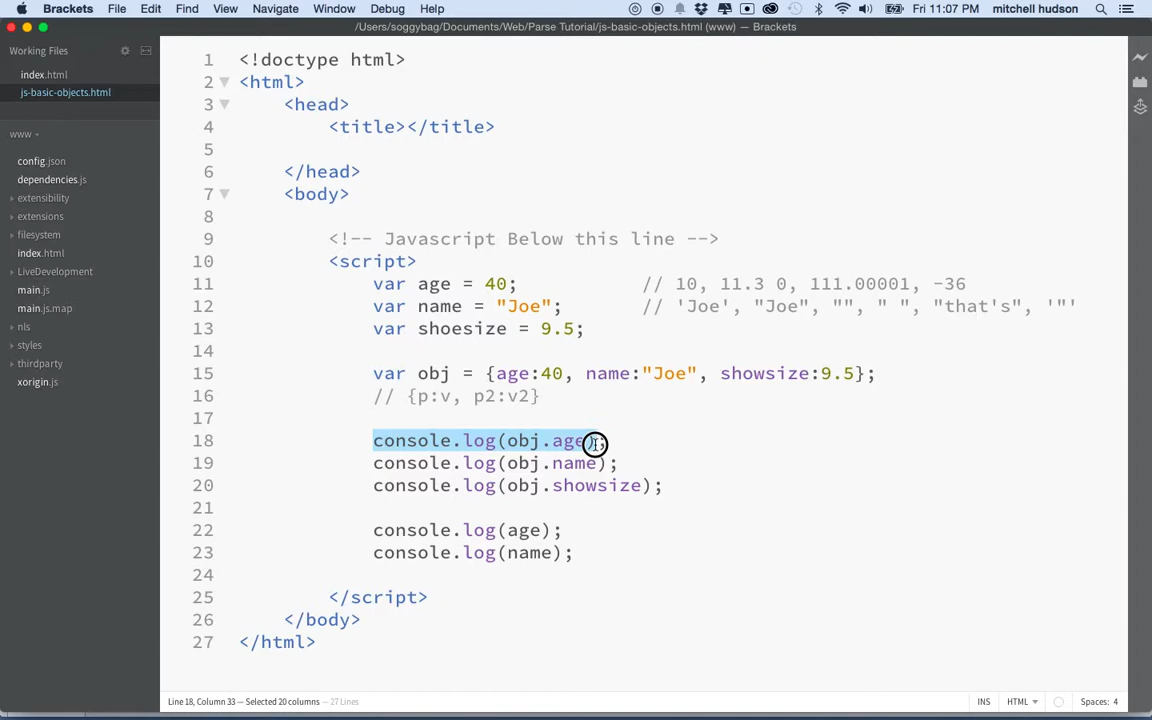 Brackets File Edit Find View Navigate Window Debug Help Fri 11:07 PM mitchell hudson
/Users/soggybag/Documents/Web/Parse Tutorial/js-basic-objects.html (www) — Brackets
Working Files
index.html
js-basic-objects.html
www
config.json
dependencies.js
extensibility
extensions
filesystem
index.html
LiveDevelopment
main.js
main.js.map
nls
styles
thirdparty
xorigin.js
1 <!doctype html>
2 <html>
3 <head>
4 <title></title>
5
6 </head>
7 <body>
8
9 <!-- Javascript Below this line -->
10 <script>
11 var age = 40; // 10, 11.3 0, 111.00001, -36
12 var name = "Joe"; // 'Joe', "Joe", "", " ", "that's", '"'
13 var shoesize = 9.5;
14
15 var obj = {age:40, name:"Joe", showsize:9.5};
16 // {p:v, p2:v2}
17
18 console.log(obj.age);
19 console.log(obj.name);
20 console.log(obj.showsize);
21
22 console.log(age);
23 console.log(name);
24
25 </script>
26 </body>
27 </html>
Line 18, Column 33 — Selected 20 columns — 27 Lines INS HTML Spaces: 4